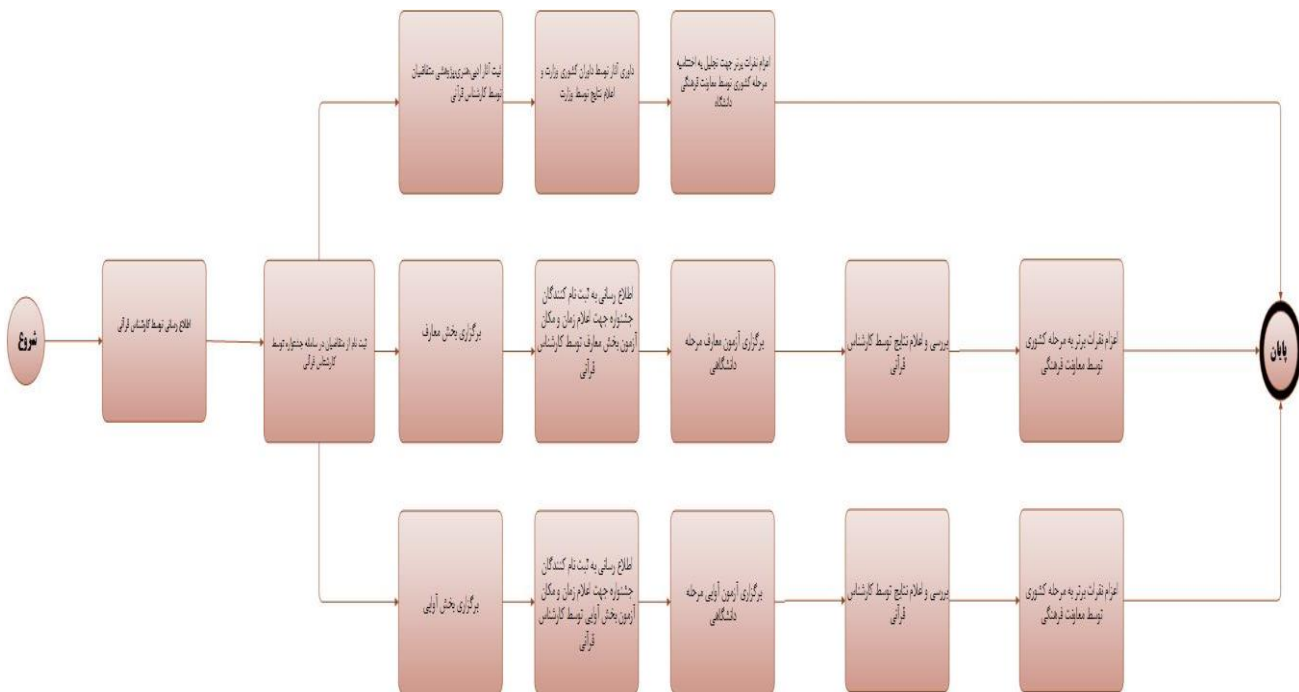 ثبت آثار ادبی،هنری،پژوهشی متقاضیان
توسط کارشناس قرآنی
داوری آثار توسط داوران کشوری وزارت و
اعلام نتایج توسط وزارت
اعزام نفرات برتر جهت تجلیل به اختتامیه
مرحله کشوری توسط معاونت فرهنگی
دانشگاه
شروع
اطلاع رسانی توسط کارشناس قرآنی
ثبت نام از متقاضیان در سامانه جشنواره توسط
کارشناس قرآنی
برگزاری بخش معارف
اطلاع رسانی به ثبت نام کنندگان
جشنواره جهت اعلام زمان و مکان
آزمون بخش معارف توسط کارشناس
قرآنی
برگزاری آزمون معارف مرحله
دانشگاهی
بررسی و اعلام نتایج توسط کارشناس
قرآنی
اعزام نفرات برتر به مرحله کشوری
توسط معاونت فرهنگی
پایان
برگزاری بخش آوایی
اطلاع رسانی به ثبت نام کنندگان
جشنواره جهت اعلام زمان و مکان
آزمون بخش آوایی توسط کارشناس
قرآنی
برگزاری آزمون آوایی مرحله
دانشگاهی
بررسی و اعلام نتایج توسط کارشناس
قرآنی
اعزام نفرات برتر به مرحله کشوری
توسط معاونت فرهنگی